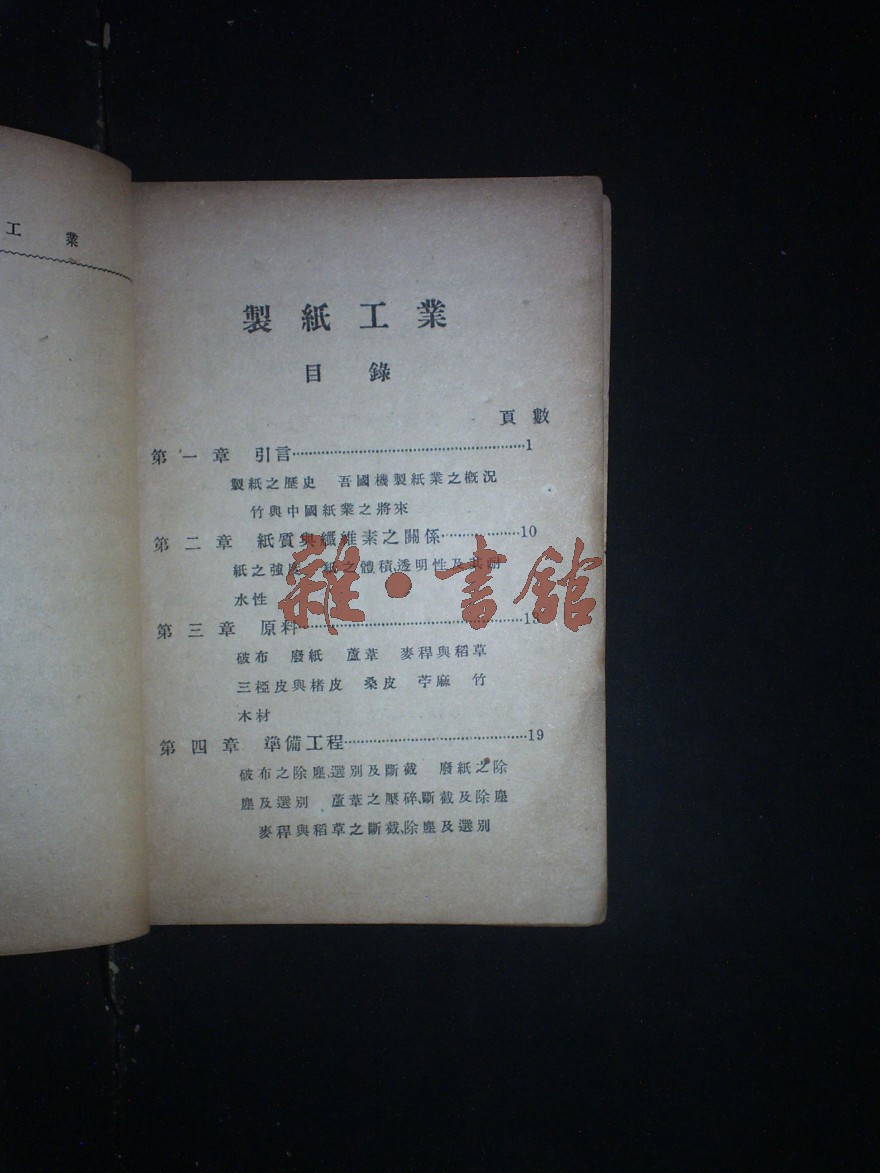 工業
製紙工業
目錄
頁數
第一章 引言……1
製紙之歷史 吾國機製紙業之概況
竹與中國紙業之將來
第二章 紙質與纖維素之關係……10
紙之強度 紙之體積,透明性及其耐
水性
第三章 原料……13
破布 廢紙 蘆葦 麥稈與稻草
三椏皮與楮皮 桑皮 苧麻 竹
木材
第四章 準備工程……19
破布之除塵,選別及斷截 廢紙之除
塵及選別 蘆葦之壓碎,斷截及除塵
麥稈與稻草之斷截,除塵及選別
雜·書館